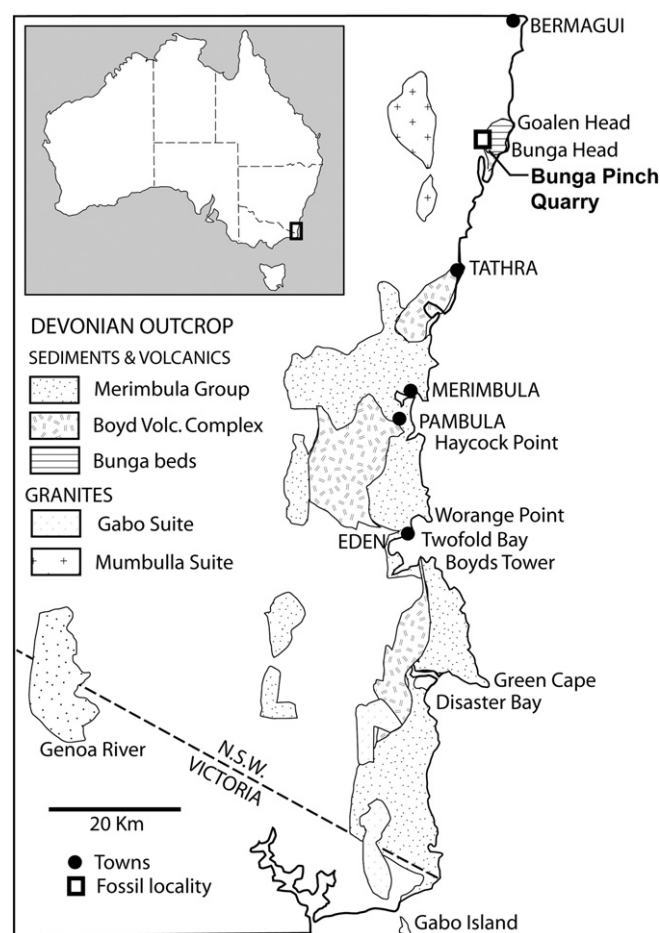 BERMAGUI
Goalen Head
Bunga Head
Bunga Pinch
Quarry
TATHRA
DEVONIAN OUTCROP
SEDIMENTS & VOLCANICS
Merimbula Group
Boyd Volc. Complex
Bunga beds
GRANITES
Gabo Suite
Mumbulla Suite
MERIMBULA
PAMBULA
Haycock Point
Worange Point
EDEN
Twofold Bay
Boyds Tower
Green Cape
Disaster Bay
Genoa River
N.S.W.
VICTORIA
20 Km
Towns
Fossil locality
Gabo Island